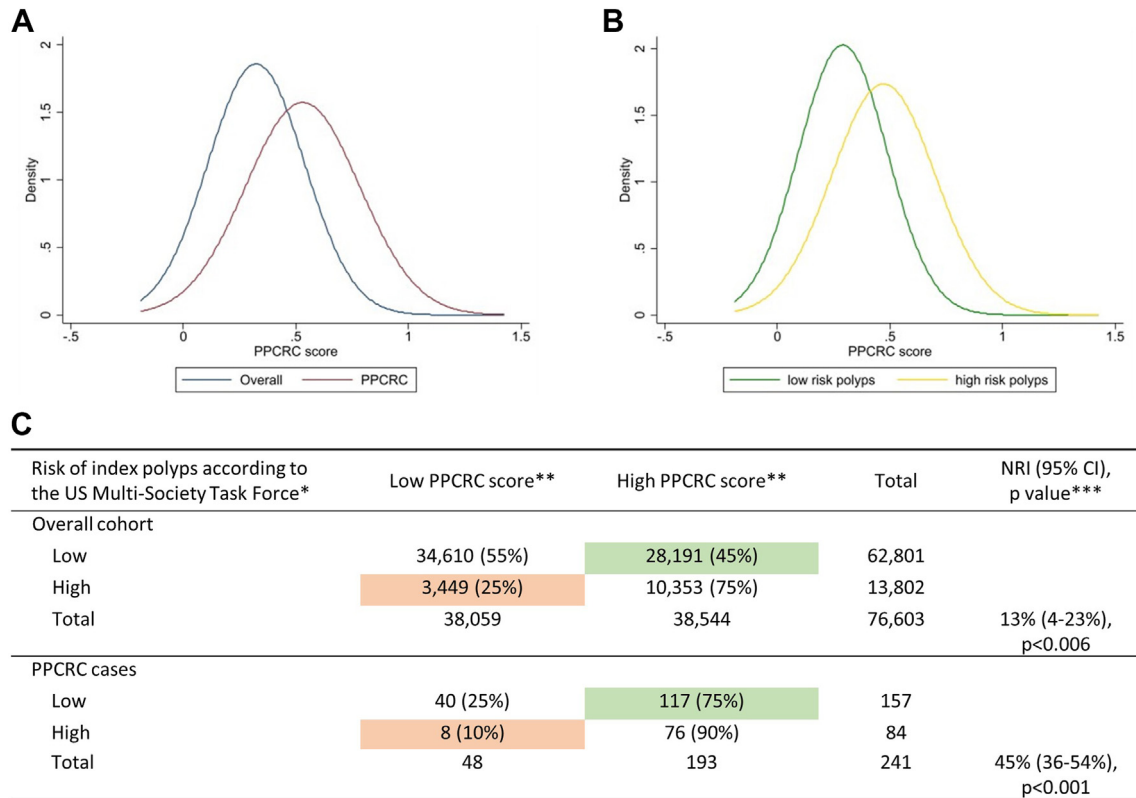 A
B
2
1.5
1
.5
0
Density
-.5
0
.5
1
1.5
PPCRC score
Overall
PPCRC
2
1.5
1
.5
0
Density
-.5
0
.5
1
1.5
PPCRC score
low risk polyps
high risk polyps
C
Risk of index polyps according to
the US Multi-Society Task Force*
Low PPCRC score**
High PPCRC score**
Total
NRI (95% CI),
p value***
Overall cohort
Low 34,610 (55%) 28,191 (45%) 62,801
High 3,449 (25%) 10,353 (75%) 13,802
Total 38,059 38,544 76,603 13% (4-23%),
p<0.006
PPCRC cases
Low 40 (25%) 117 (75%) 157
High 8 (10%) 76 (90%) 84
Total 48 193 241 45% (36-54%),
p<0.001